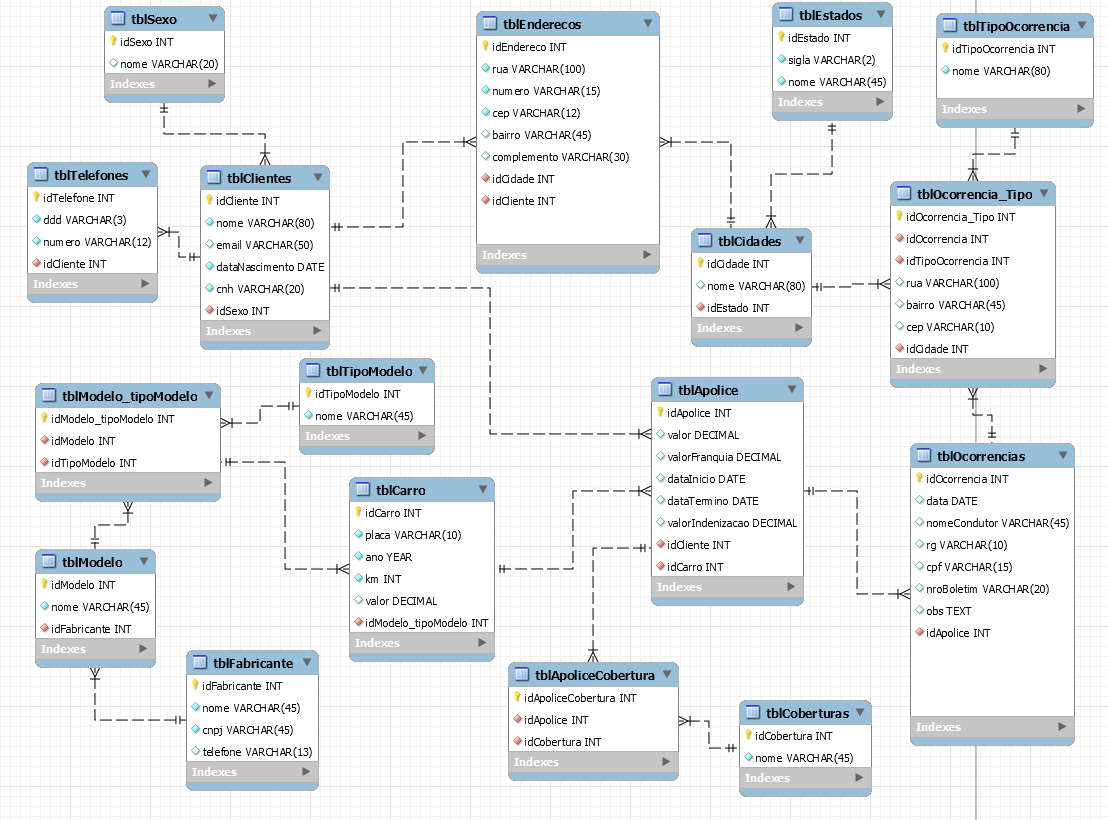 tblSexo
idSexo INT
nome VARCHAR(20)
Indexes
tblEnderecos
idEndereco INT
rua VARCHAR(100)
numero VARCHAR(15)
cep VARCHAR(12)
bairro VARCHAR(45)
complemento VARCHAR(30)
idCidade INT
idCliente INT
Indexes
tblEstados
idEstado INT
sigla VARCHAR(2)
nome VARCHAR(45)
Indexes
tblTipoOcorrencia
idTipoOcorrencia INT
nome VARCHAR(80)
Indexes
tblTelefones
idTelefone INT
ddd VARCHAR(3)
numero VARCHAR(12)
idCliente INT
Indexes
tblClientes
idCliente INT
nome VARCHAR(80)
email VARCHAR(50)
dataNascimento DATE
cnh VARCHAR(20)
idSexo INT
Indexes
tblCidades
idCidade INT
nome VARCHAR(80)
idEstado INT
Indexes
tblOcorrencia_Tipo
idOcorrencia_Tipo INT
idOcorrencia INT
idTipoOcorrencia INT
rua VARCHAR(100)
bairro VARCHAR(45)
cep VARCHAR(10)
idCidade INT
Indexes
tblModelo_tipoModelo
idModelo_tipoModelo INT
idModelo INT
idTipoModelo INT
Indexes
tblTipoModelo
idTipoModelo INT
nome VARCHAR(45)
Indexes
tblApolice
idApolice INT
valor DECIMAL
valorFranquia DECIMAL
dataInicio DATE
dataTermino DATE
valorIndenizacao DECIMAL
idCliente INT
idCarro INT
Indexes
tblOcorrencias
idOcorrencia INT
data DATE
nomeCondutor VARCHAR(45)
rg VARCHAR(10)
cpf VARCHAR(15)
nroBoletim VARCHAR(20)
obs TEXT
idApolice INT
Indexes
tblCarro
idCarro INT
placa VARCHAR(10)
ano YEAR
km INT
valor DECIMAL
idModelo_tipoModelo INT
Indexes
tblModelo
idModelo INT
nome VARCHAR(45)
idFabricante INT
Indexes
tblFabricante
idFabricante INT
nome VARCHAR(45)
cnpj VARCHAR(45)
telefone VARCHAR(13)
Indexes
tblApoliceCobertura
idApoliceCobertura INT
idApolice INT
idCobertura INT
Indexes
tblCoberturas
idCobertura INT
nome VARCHAR(45)
Indexes